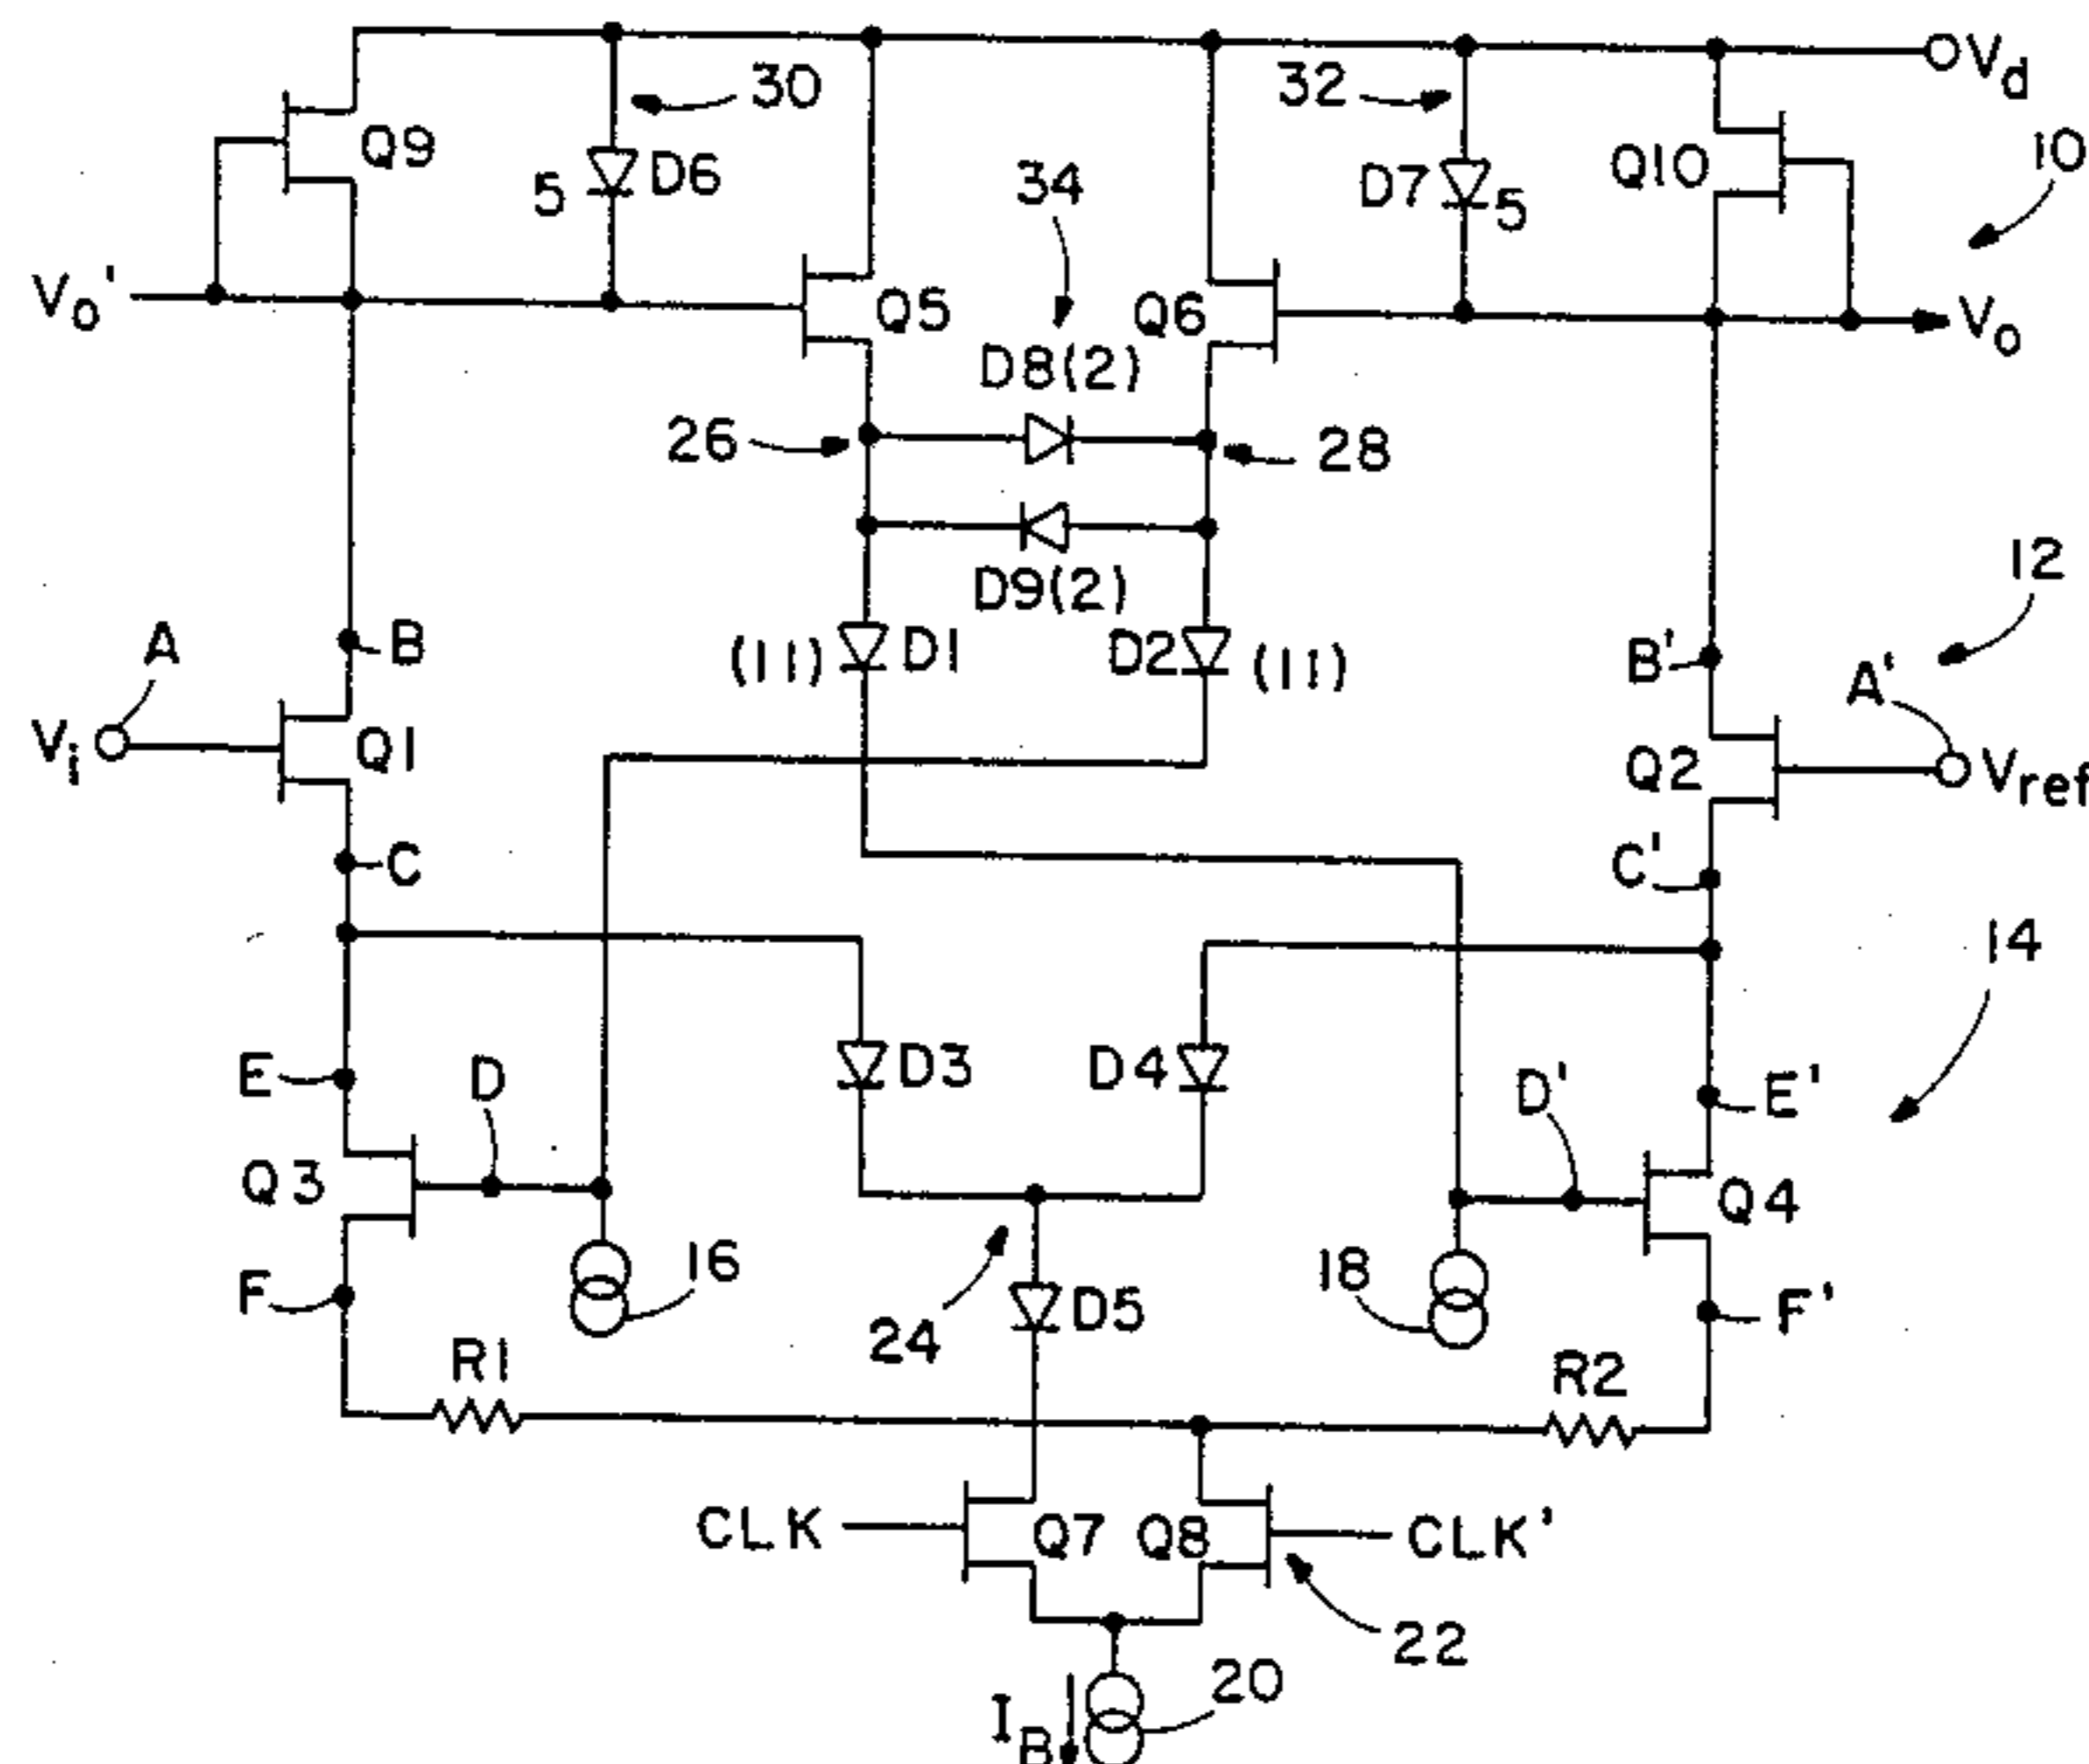 Vd
30
32
Q9
D6
5
34
D7
5
Q10
10
Vo'
Q5
Q6
Vo
D8(2)
26
28
12
D9(2)
A
B
(11)
D1
D2
(11)
B'
A'
Vi
Q1
Q2
Vref
C
C'
14
E
D
D3
D4
D'
E'
Q3
Q4
F
16
24
D5
18
F'
R1
R2
CLK
Q7
Q8
CLK'
22
20
IB